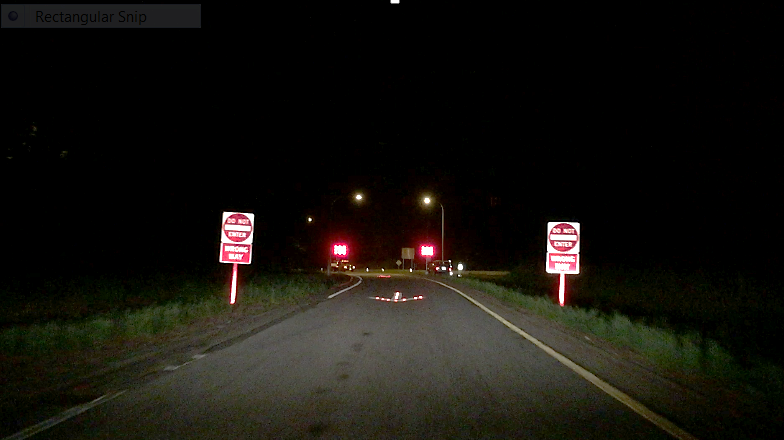 Rectangular Snip
DO NOT
ENTER
WRONG
WAY
DO NOT
ENTER
WRONG
WAY